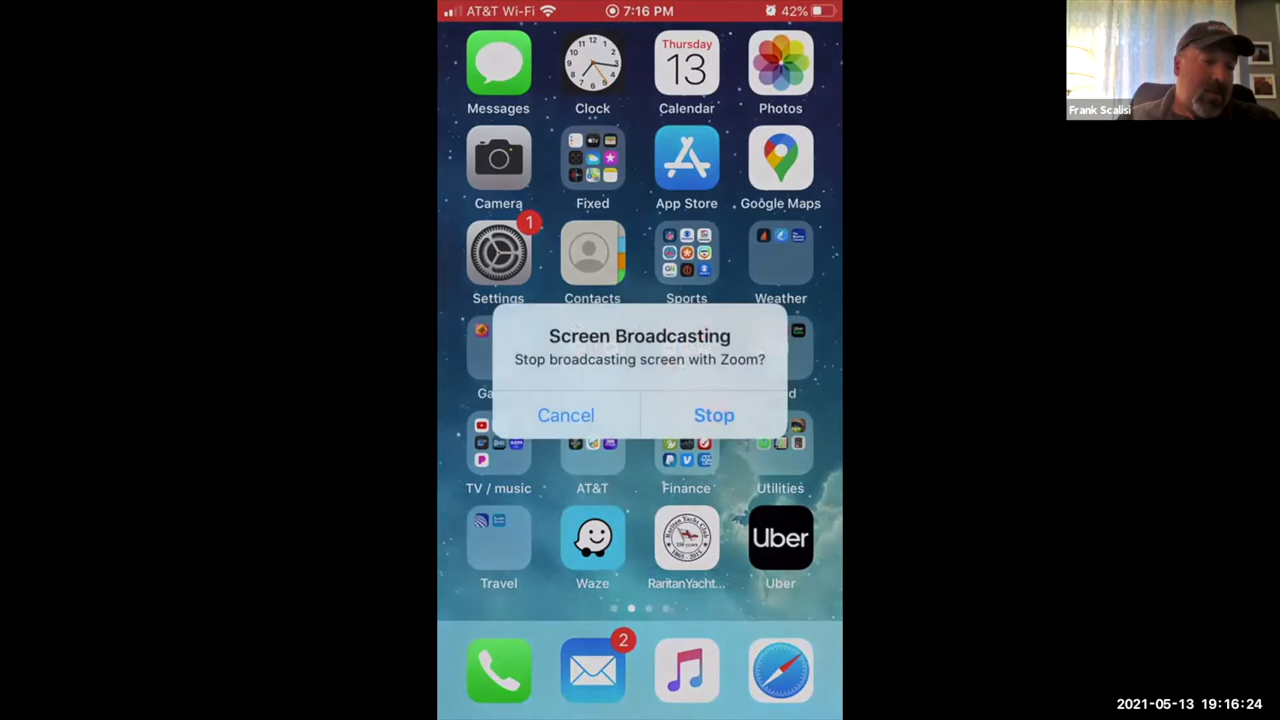 AT&T Wi-Fi 7:16 PM 42%
Frank Scalisi
Thursday
13
Messages Clock Calendar Photos
Camera Fixed App Store Google Maps
1
Settings Contacts Sports Weather
Screen Broadcasting
Stop broadcasting screen with Zoom?
Cancel Stop
TV / music AT&T Finance Utilities
Uber
Travel Waze RaritanYacht... Uber
2
2021-05-13 19:16:24